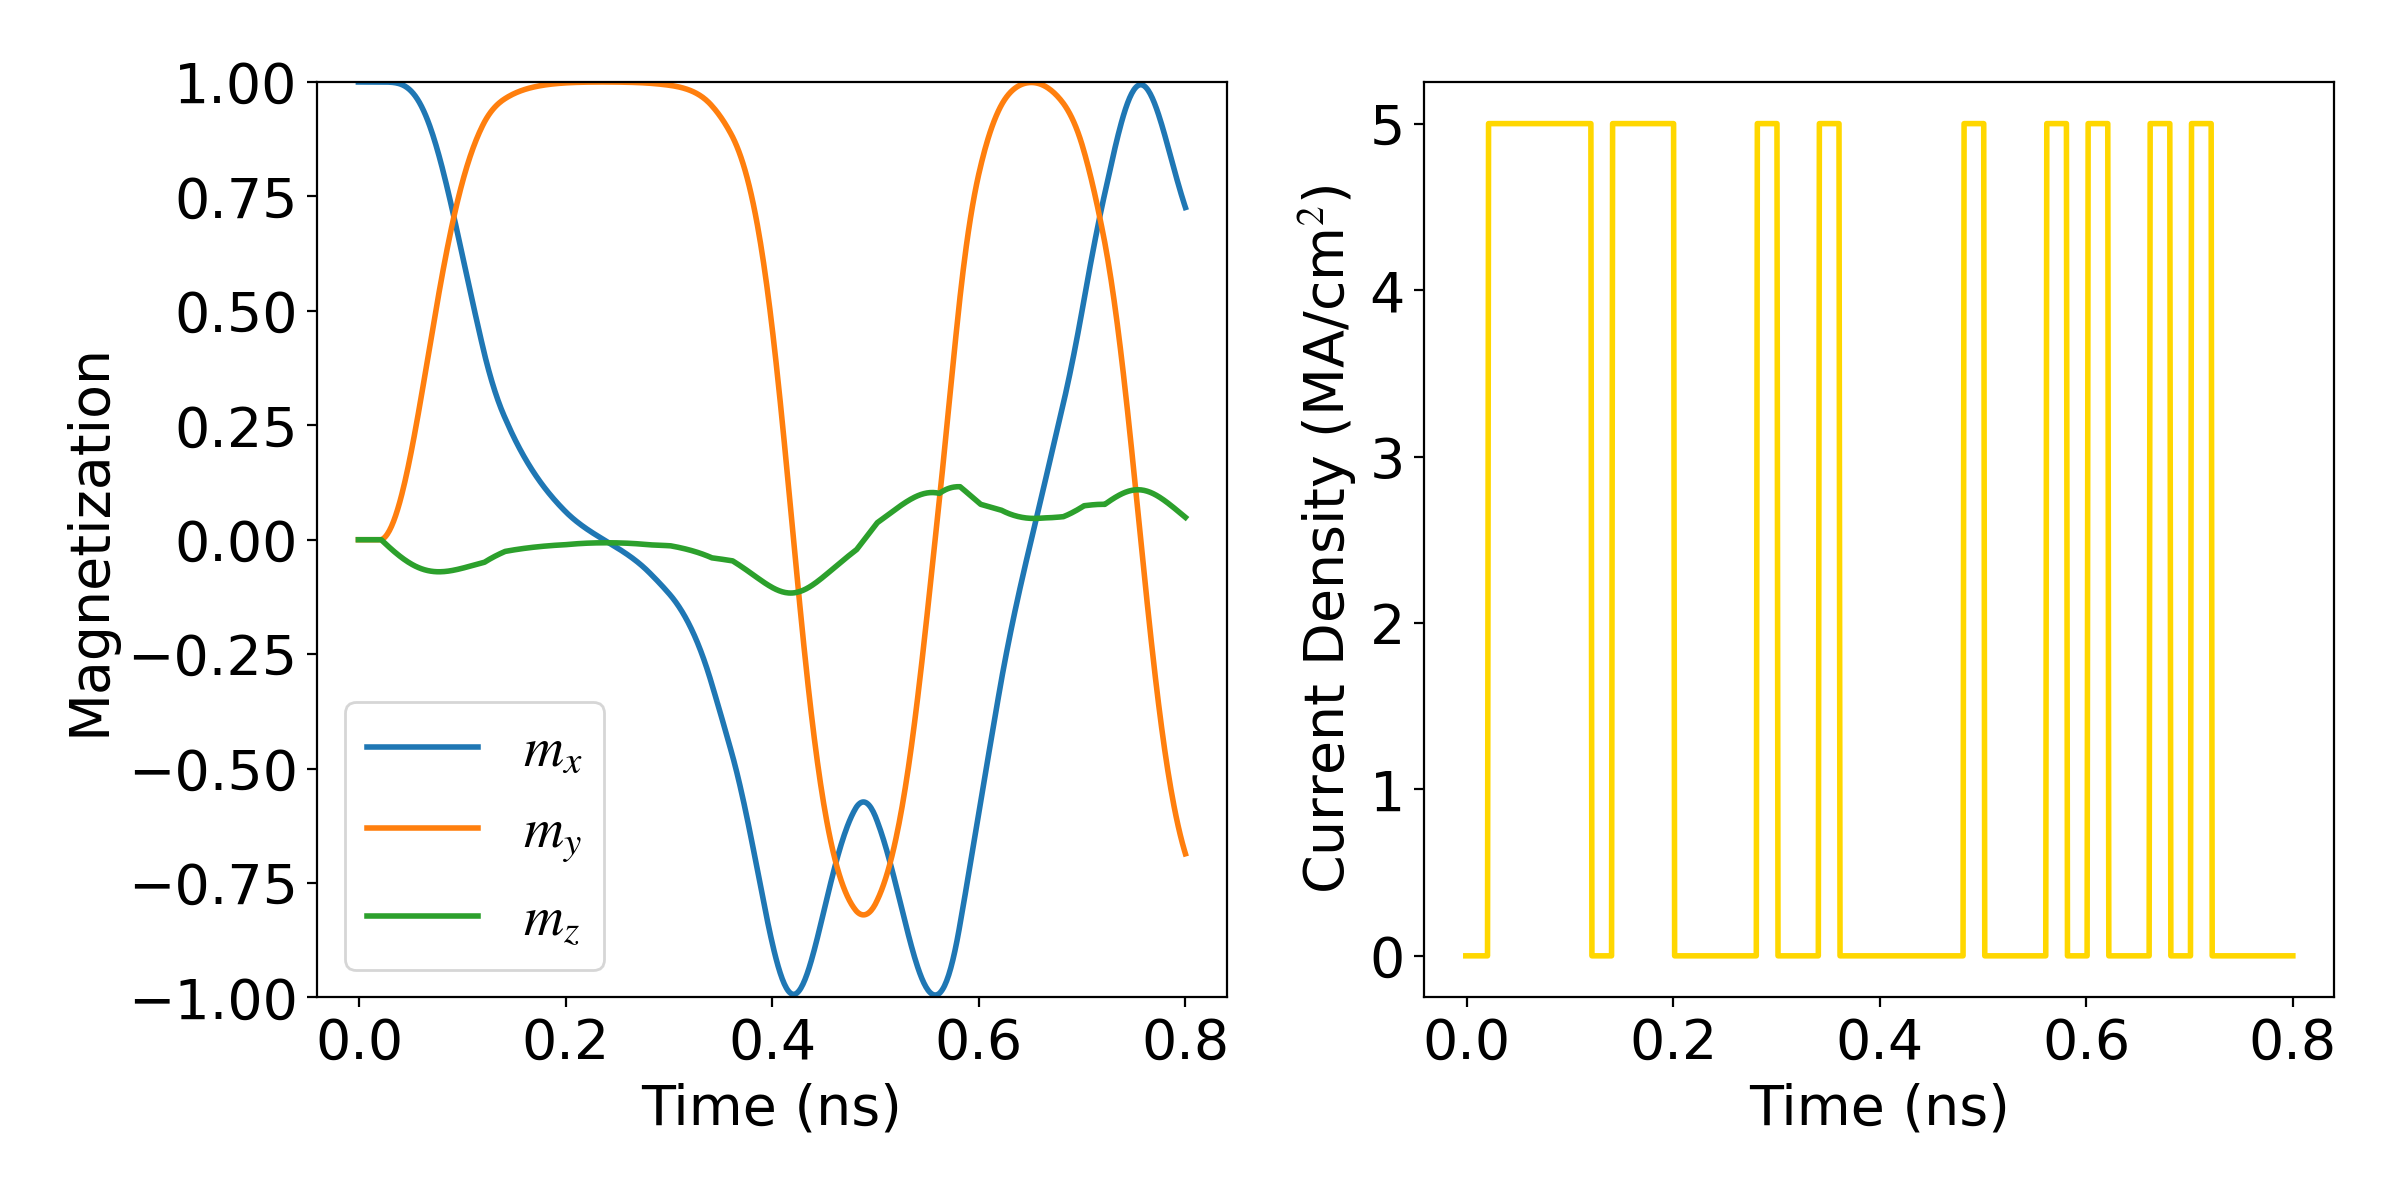 Magnetization
1.00
0.75
0.50
0.25
0.00
−0.25
−0.50
−0.75
−1.00
m_x
m_y
m_z
0.0 0.2 0.4 0.6 0.8
Time (ns)
Current Density (MA/cm²)
5
4
3
2
1
0
0.0 0.2 0.4 0.6 0.8
Time (ns)